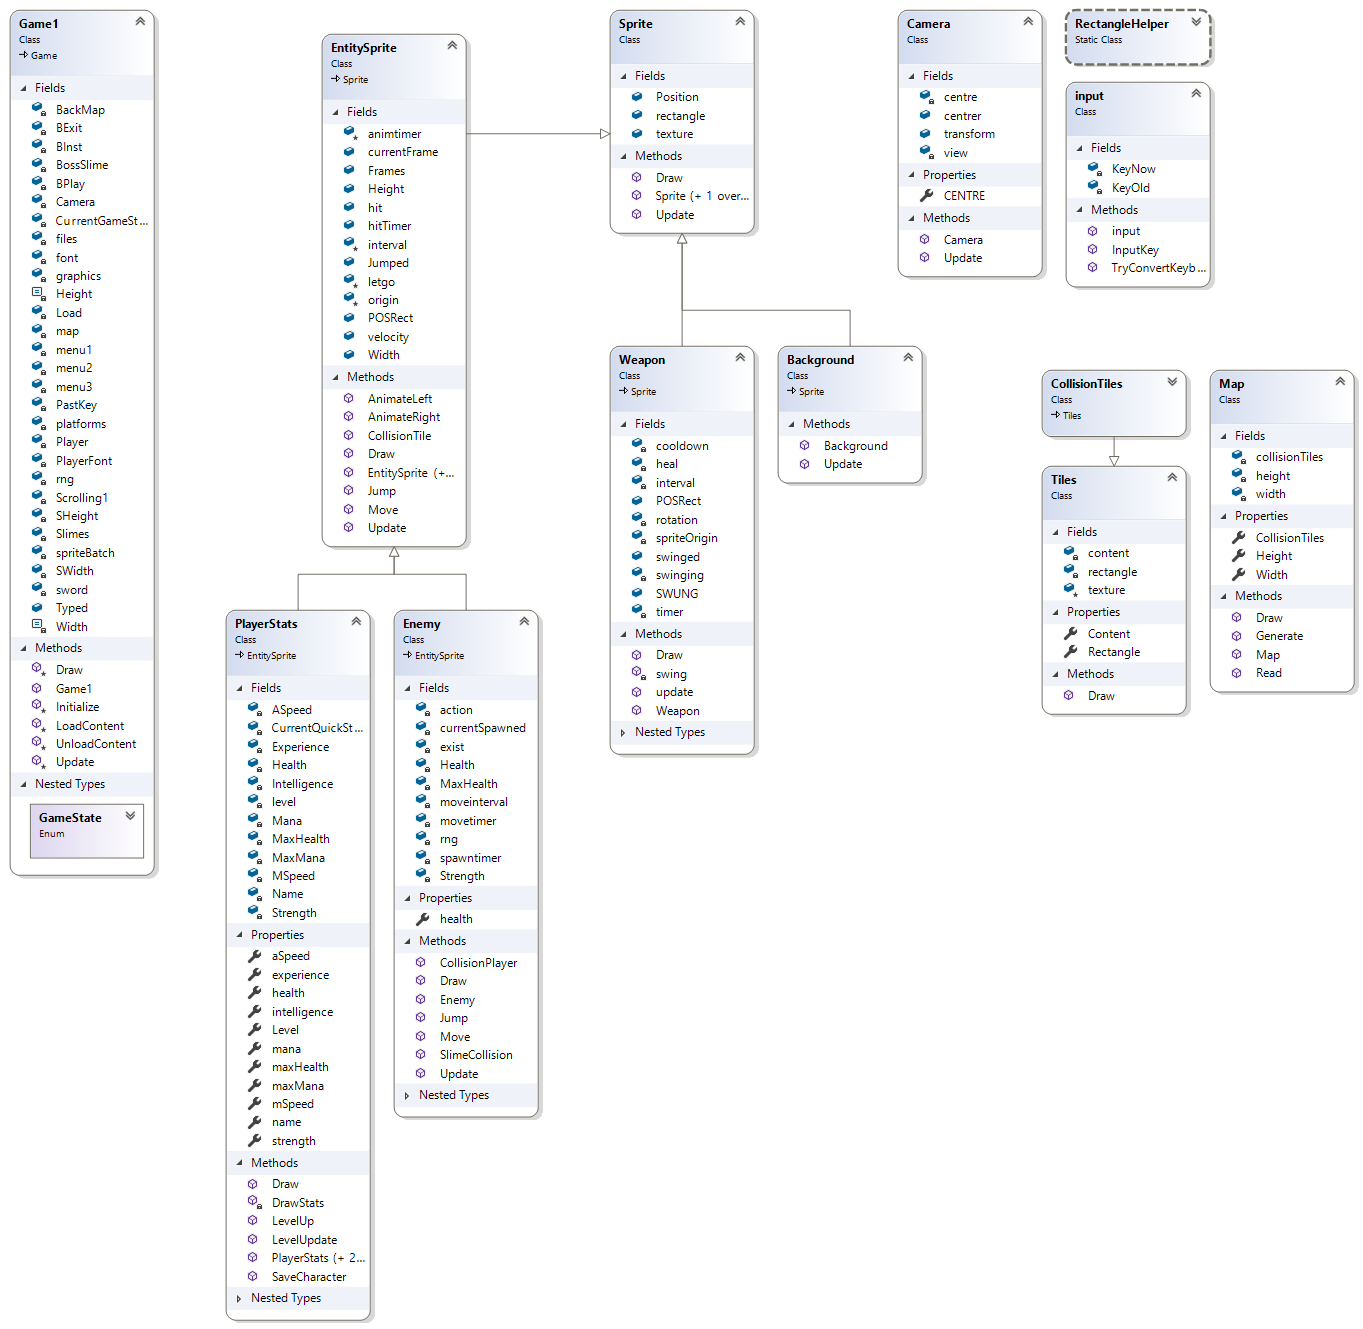 Game1
Class
Game
Fields
BackMap
BExit
BInst
BossSlime
BPlay
Camera
CurrentGameSt...
files
font
graphics
Height
Load
map
menu1
menu2
menu3
PastKey
platforms
Player
PlayerFont
rng
Scrolling1
SHeight
Slimes
spriteBatch
SWidth
sword
Typed
Width
Methods
Draw
Game1
Initialize
LoadContent
UnloadContent
Update
Nested Types
GameState
Enum
EntitySprite
Class
Sprite
Fields
animtimer
currentFrame
Frames
Height
hit
hitTimer
interval
Jumped
letgo
origin
POSRect
velocity
Width
Methods
AnimateLeft
AnimateRight
CollisionTile
Draw
EntitySprite (+...
Jump
Move
Update
PlayerStats
Class
EntitySprite
Fields
ASpeed
CurrentQuickSt...
Experience
Health
Intelligence
level
Mana
MaxHealth
MaxMana
MSpeed
Name
Strength
Properties
aSpeed
experience
health
intelligence
Level
mana
maxHealth
maxMana
mSpeed
name
strength
Methods
Draw
DrawStats
LevelUp
LevelUpdate
PlayerStats (+ 2...
SaveCharacter
Nested Types
Enemy
Class
EntitySprite
Fields
action
currentSpawned
exist
Health
MaxHealth
moveinterval
movetimer
rng
spawntimer
Strength
Properties
health
Methods
CollisionPlayer
Draw
Enemy
Jump
Move
SlimeCollision
Update
Nested Types
Sprite
Class
Fields
Position
rectangle
texture
Methods
Draw
Sprite (+ 1 over...
Update
Weapon
Class
Sprite
Fields
cooldown
heal
interval
POSRect
rotation
spriteOrigin
swinged
swinging
SWUNG
timer
Methods
Draw
swing
update
Weapon
Nested Types
Background
Class
Sprite
Methods
Background
Update
Camera
Class
Fields
centre
centrer
transform
view
Properties
CENTRE
Methods
Camera
Update
RectangleHelper
Static Class
input
Class
Fields
KeyNow
KeyOld
Methods
input
InputKey
TryConvertKeyb...
CollisionTiles
Class
Tiles
Tiles
Class
Fields
content
rectangle
texture
Properties
Content
Rectangle
Methods
Draw
Map
Class
Fields
collisionTiles
height
width
Properties
CollisionTiles
Height
Width
Methods
Draw
Generate
Map
Read